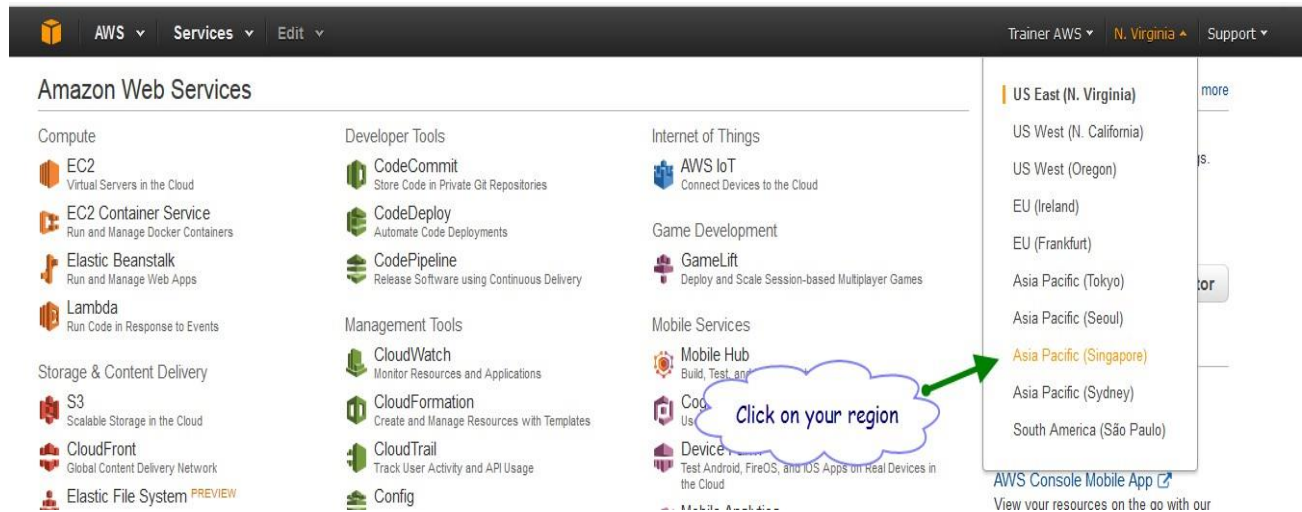 AWS Services Edit Trainer AWS N. Virginia Support
Amazon Web Services
Compute
EC2
Virtual Servers in the Cloud
EC2 Container Service
Run and Manage Docker Containers
Elastic Beanstalk
Run and Manage Web Apps
Lambda
Run Code in Response to Events
Storage & Content Delivery
S3
Scalable Storage in the Cloud
CloudFront
Global Content Delivery Network
Elastic File System PREVIEW
Developer Tools
CodeCommit
Store Code in Private Git Repositories
CodeDeploy
Automate Code Deployments
CodePipeline
Release Software using Continuous Delivery
Management Tools
CloudWatch
Monitor Resources and Applications
CloudFormation
Create and Manage Resources with Templates
CloudTrail
Track User Activity and API Usage
Config
Internet of Things
AWS IoT
Connect Devices to the Cloud
Game Development
GameLift
Deploy and Scale Session-based Multiplayer Games
Mobile Services
Mobile Hub
Build, Test, and
Cog
Us
Device
Test Android, FireOS, and iOS Apps on Real Devices in
the Cloud
Mobile Analytics
Click on your region
US East (N. Virginia)
US West (N. California)
US West (Oregon)
EU (Ireland)
EU (Frankfurt)
Asia Pacific (Tokyo)
Asia Pacific (Seoul)
Asia Pacific (Singapore)
Asia Pacific (Sydney)
South America (São Paulo)
more
gs.
tor
AWS Console Mobile App
View your resources on the go with our